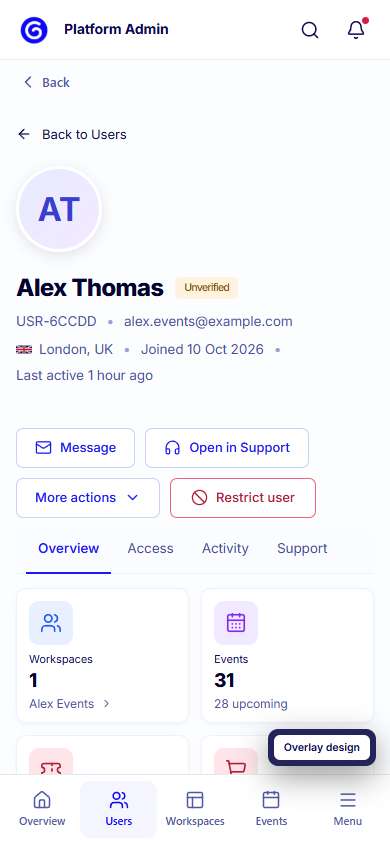 Platform Admin
Back
Back to Users
AT
Alex Thomas Unverified
USR-6CCDD • alex.events@example.com
London, UK • Joined 10 Oct 2026 •
Last active 1 hour ago
Message Open in Support
More actions Restrict user
Overview Access Activity Support
Workspaces Events
1 31
Alex Events 28 upcoming
Overlay design
Overview Users Workspaces Events Menu